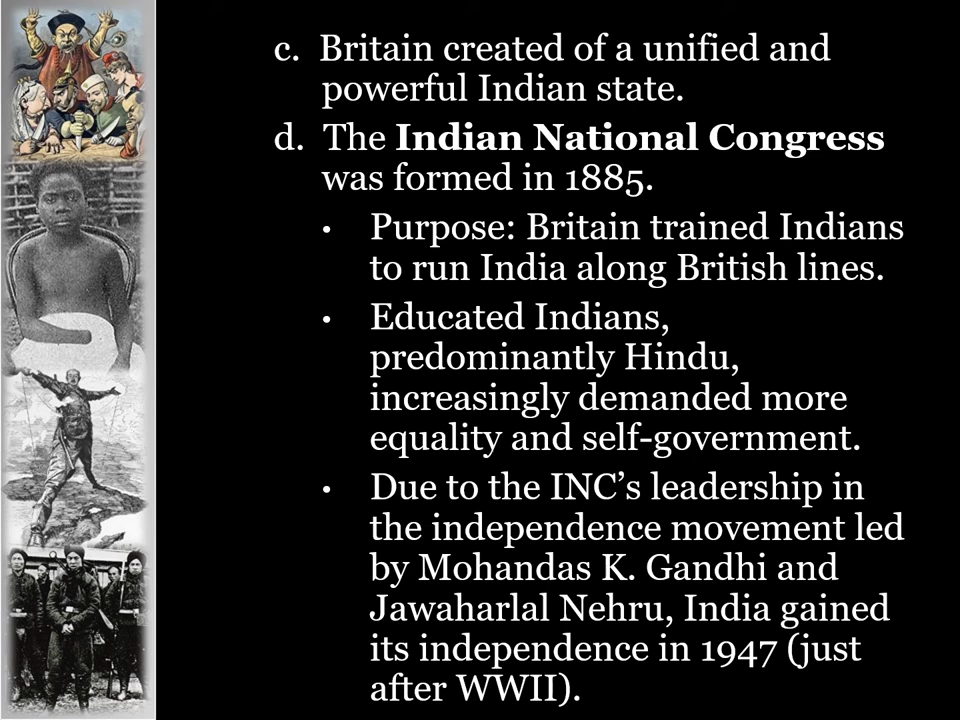 c. Britain created of a unified and
powerful Indian state.
d. The Indian National Congress
was formed in 1885.
• Purpose: Britain trained Indians
to run India along British lines.
• Educated Indians,
predominantly Hindu,
increasingly demanded more
equality and self-government.
• Due to the INC’s leadership in
the independence movement led
by Mohandas K. Gandhi and
Jawaharlal Nehru, India gained
its independence in 1947 (just
after WWII).